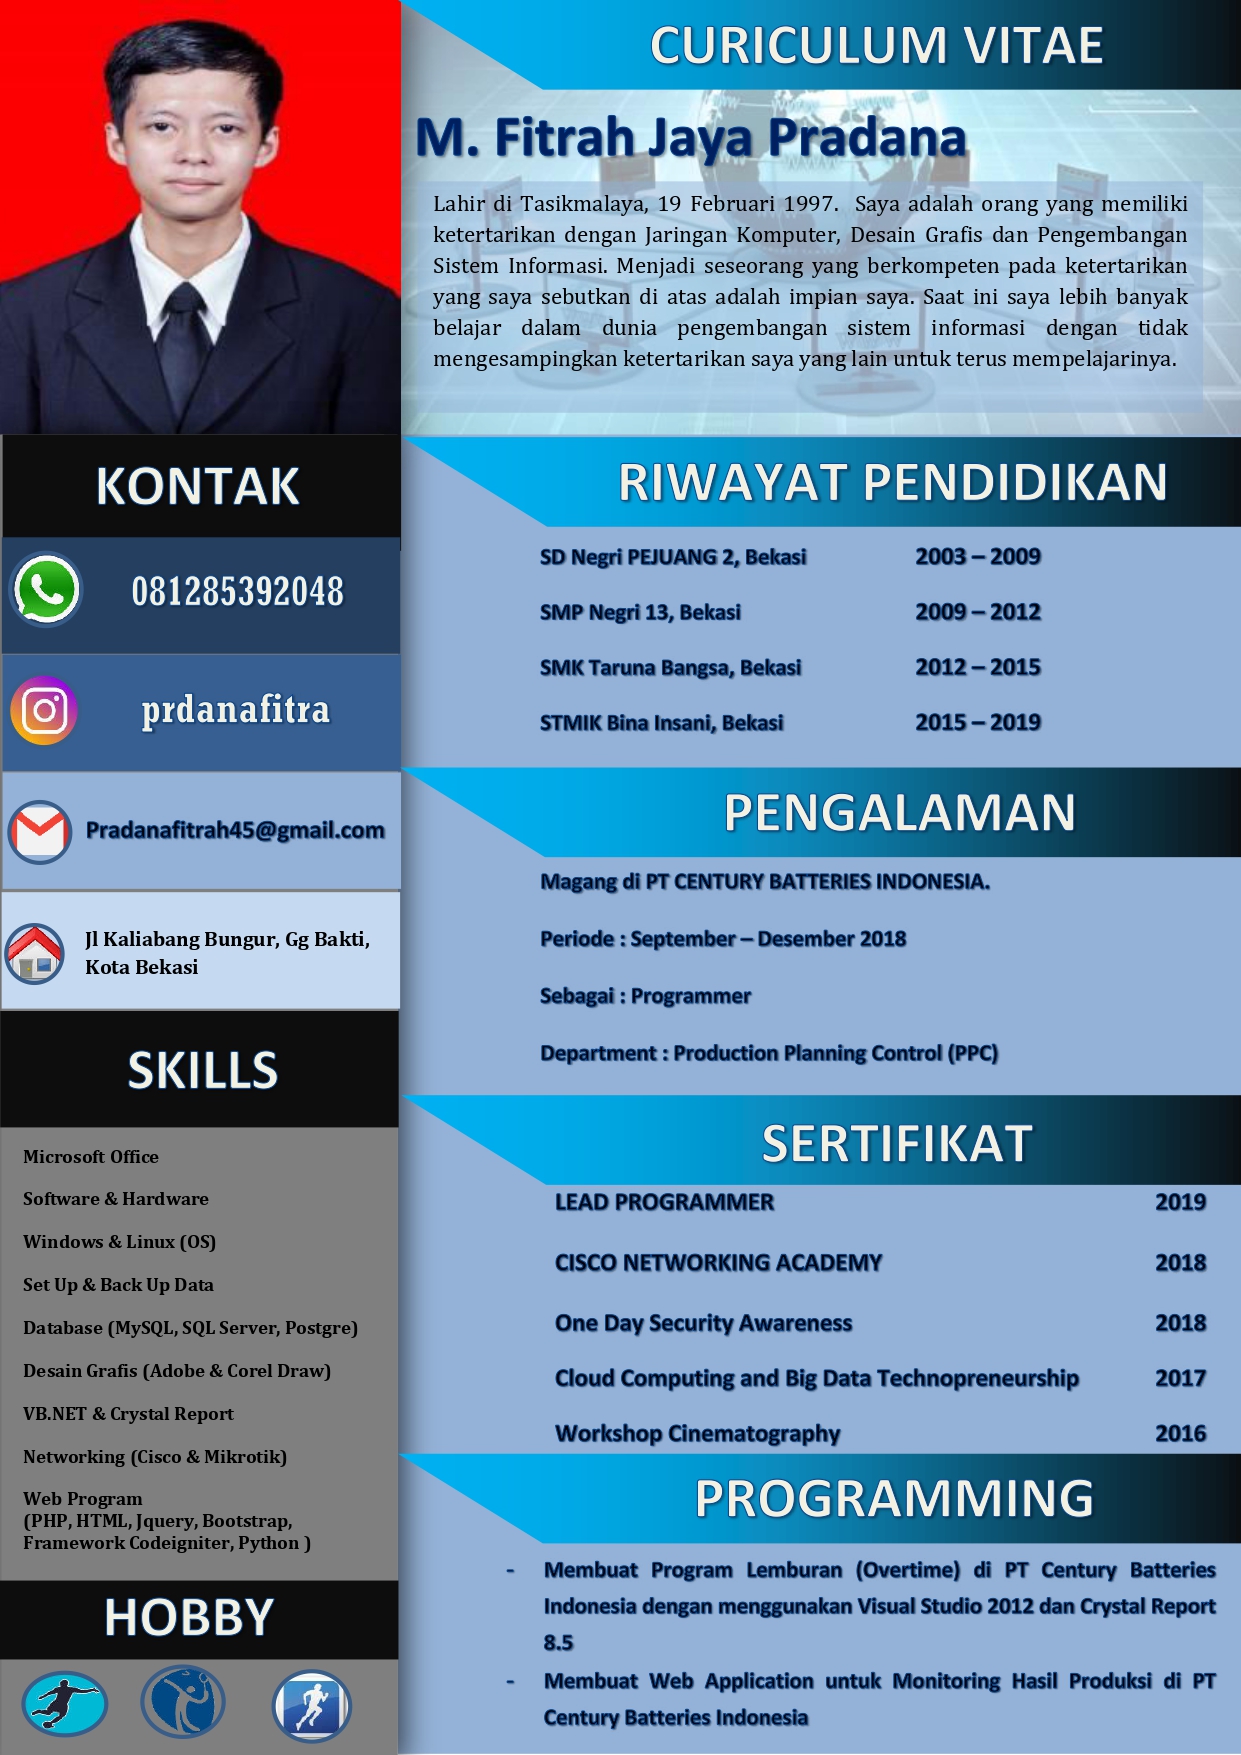 CURICULUM VITAE
M. Fitrah Jaya Pradana
Lahir di Tasikmalaya, 19 Februari 1997.  Saya adalah orang yang memiliki
ketertarikan dengan Jaringan Komputer, Desain Grafis dan Pengembangan
Sistem Informasi. Menjadi seseorang yang berkompeten pada ketertarikan
yang saya sebutkan di atas adalah impian saya. Saat ini saya lebih banyak
belajar dalam dunia pengembangan sistem informasi dengan tidak
mengesampingkan ketertarikan saya yang lain untuk terus mempelajarinya.
KONTAK
081285392048
prdanafitra
Pradanafitrah45@gmail.com
Jl Kaliabang Bungur, Gg Bakti,
Kota Bekasi
SKILLS
Microsoft Office
Software & Hardware
Windows & Linux (OS)
Set Up & Back Up Data
Database (MySQL, SQL Server, Postgre)
Desain Grafis (Adobe & Corel Draw)
VB.NET & Crystal Report
Networking (Cisco & Mikrotik)
Web Program
(PHP, HTML, Jquery, Bootstrap,
Framework Codeigniter, Python )
HOBBY
RIWAYAT PENDIDIKAN
SD Negri PEJUANG 2, Bekasi 2003 – 2009
SMP Negri 13, Bekasi 2009 – 2012
SMK Taruna Bangsa, Bekasi 2012 – 2015
STMIK Bina Insani, Bekasi 2015 – 2019
PENGALAMAN
Magang di PT CENTURY BATTERIES INDONESIA.
Periode : September – Desember 2018
Sebagai : Programmer
Department : Production Planning Control (PPC)
SERTIFIKAT
LEAD PROGRAMMER 2019
CISCO NETWORKING ACADEMY 2018
One Day Security Awareness 2018
Cloud Computing and Big Data Technopreneurship 2017
Workshop Cinematography 2016
PROGRAMMING
- Membuat Program Lemburan (Overtime) di PT Century Batteries
Indonesia dengan menggunakan Visual Studio 2012 dan Crystal Report
8.5
- Membuat Web Application untuk Monitoring Hasil Produksi di PT
Century Batteries Indonesia